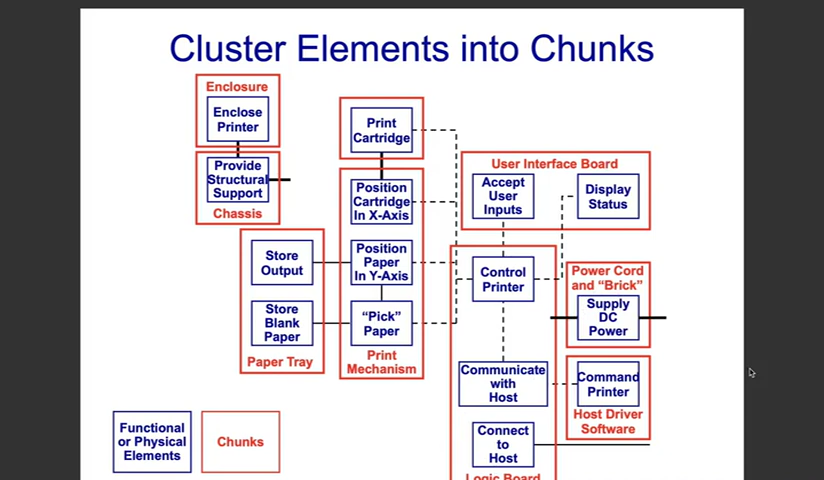 Cluster Elements into Chunks
Enclosure
Enclose
Printer
Provide
Structural
Support
Chassis
Print
Cartridge
Position
Cartridge
In X-Axis
Position
Paper
In Y-Axis
“Pick”
Paper
Print
Mechanism
Store
Output
Store
Blank
Paper
Paper Tray
User Interface Board
Accept
User
Inputs
Display
Status
Control
Printer
Communicate
with
Host
Connect
to
Host
Logic Board
Power Cord
and “Brick”
Supply
DC
Power
Command
Printer
Host Driver
Software
Functional
or Physical
Elements
Chunks